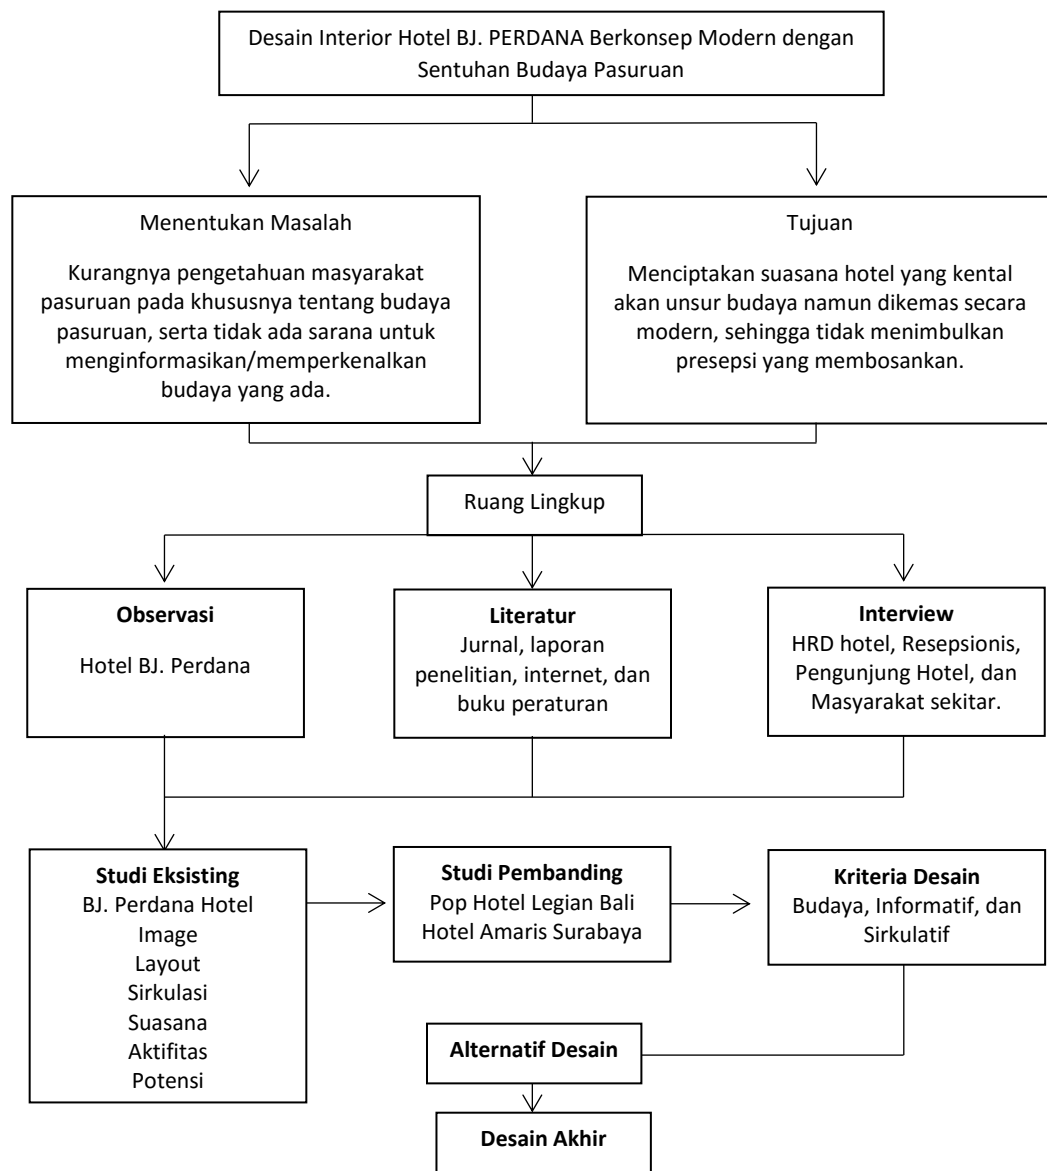 Desain Interior Hotel BJ. PERDANA Berkonsep Modern dengan
Sentuhan Budaya Pasuruan
Menentukan Masalah
Kurangnya pengetahuan masyarakat
pasuruan pada khususnya tentang budaya
pasuruan, serta tidak ada sarana untuk
menginformasikan/memperkenalkan
budaya yang ada.
Tujuan
Menciptakan suasana hotel yang kental
akan unsur budaya namun dikemas secara
modern, sehingga tidak menimbulkan
presepsi yang membosankan.
Ruang Lingkup
Observasi
Hotel BJ. Perdana
Literatur
Jurnal, laporan
penelitian, internet, dan
buku peraturan
Interview
HRD hotel, Resepsionis,
Pengunjung Hotel, dan
Masyarakat sekitar.
Studi Eksisting
BJ. Perdana Hotel
Image
Layout
Sirkulasi
Suasana
Aktifitas
Potensi
Studi Pembanding
Pop Hotel Legian Bali
Hotel Amaris Surabaya
Kriteria Desain
Budaya, Informatif, dan
Sirkulatif
Alternatif Desain
Desain Akhir